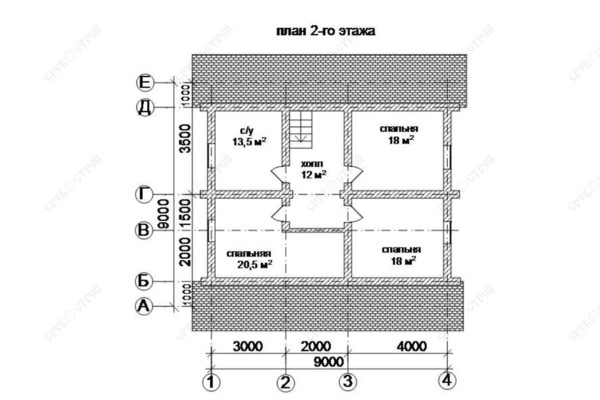 план 2-го этажа
Е
Д
Г
В
Б
А
1000
3500
1500
2000
1000
9000
с/у
13,5 м²
холл
12 м²
спальня
18 м²
спальняя
20,5 м²
спальня
18 м²
3000
2000
4000
9000
1
2
3
4